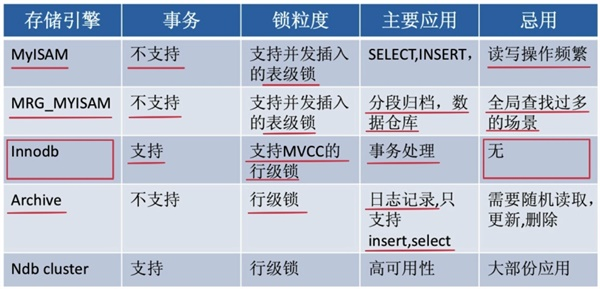 存储引擎 事务 锁粒度 主要应用 忌用
MyISAM 不支持 支持并发插入 SELECT,INSERT, 读写操作频繁
的表级锁
MRG_MYISAM 不支持 支持并发插入 分段归档，数 全局查找过多
的表级锁 据仓库 的场景
Innodb 支持 支持MVCC的 事务处理 无
行级锁
Archive 不支持 行级锁 日志记录,只 需要随机读取，
支持 更新,删除
insert,select
Ndb cluster 支持 行级锁 高可用性 大部份应用